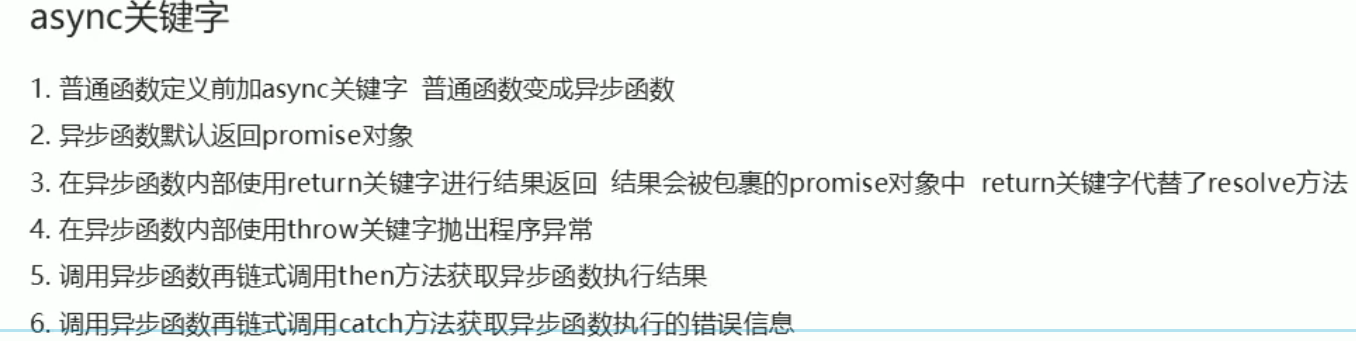 async关键字
1. 普通函数定义前加async关键字 普通函数变成异步函数
2. 异步函数默认返回promise对象
3. 在异步函数内部使用return关键字进行结果返回 结果会被包裹的promise对象中 return关键字代替了resolve方法
4. 在异步函数内部使用throw关键字抛出程序异常
5. 调用异步函数再链式调用then方法获取异步函数执行结果
6. 调用异步函数再链式调用catch方法获取异步函数执行的错误信息